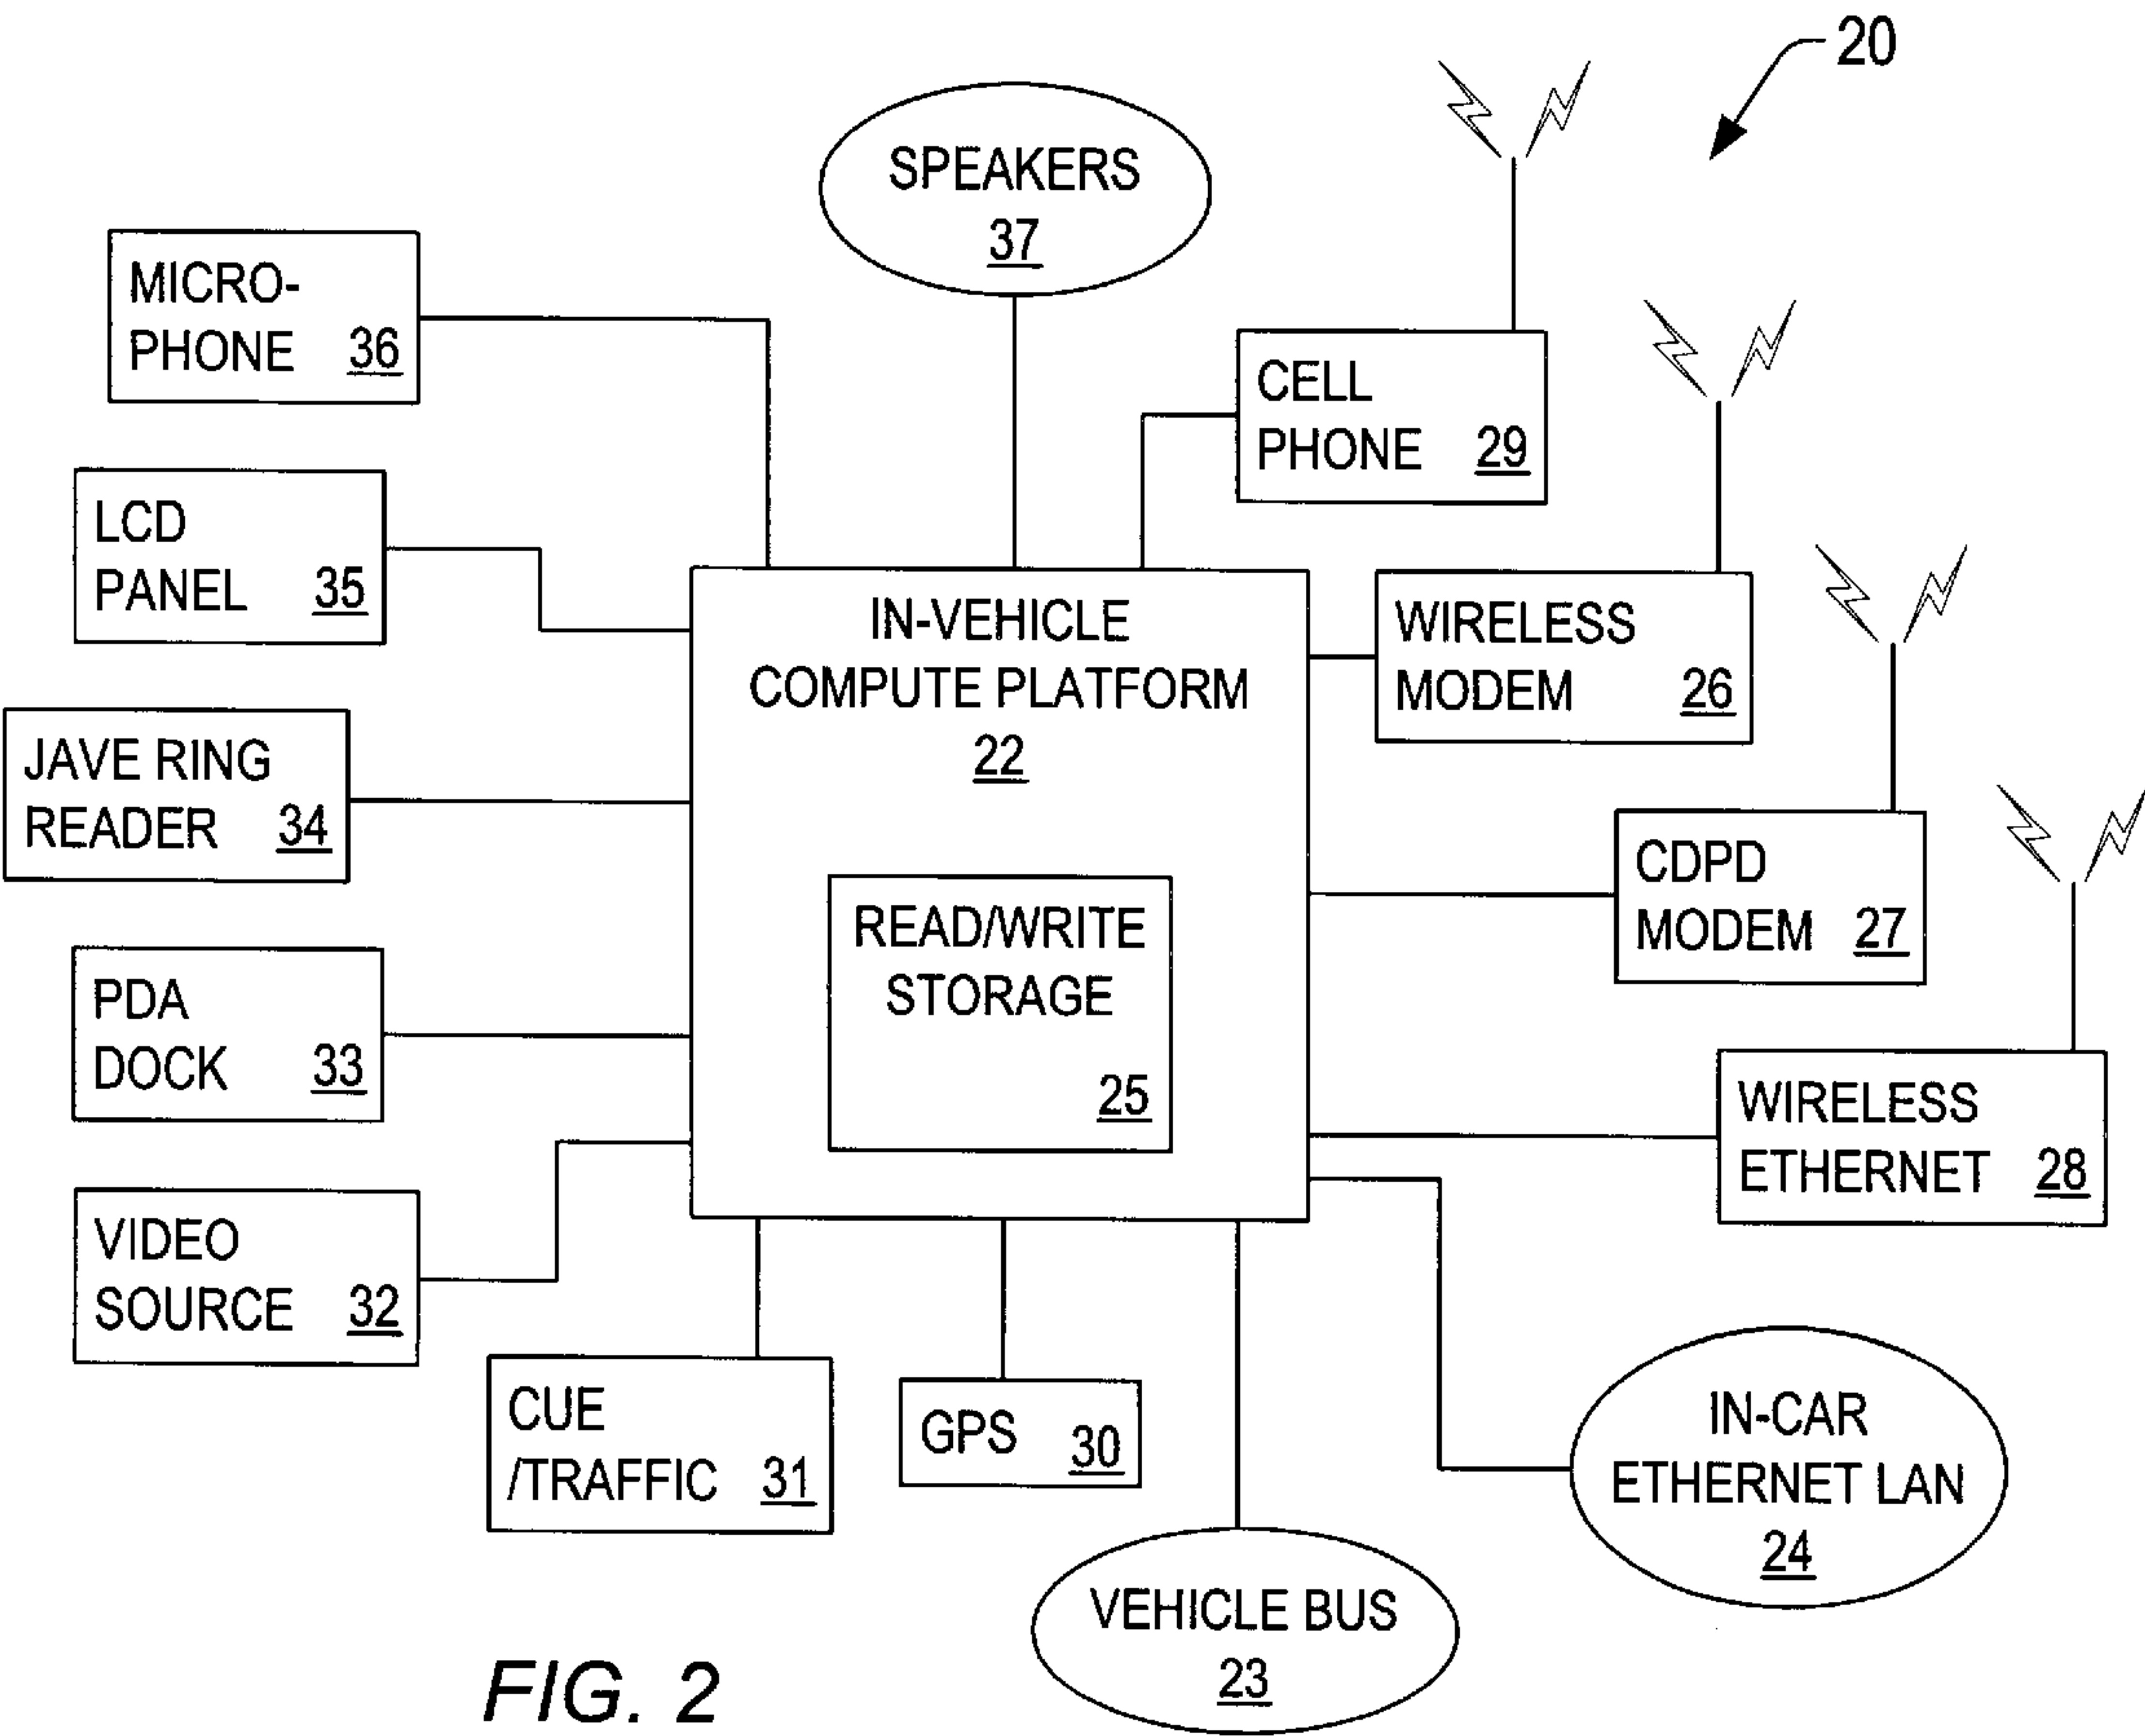 20
SPEAKERS
37
MICRO-
PHONE 36
CELL
PHONE 29
LCD
PANEL 35
IN-VEHICLE
COMPUTE PLATFORM
22
WIRELESS
MODEM 26
JAVE RING
READER 34
CDPD
MODEM 27
READ/WRITE
STORAGE
25
PDA
DOCK 33
WIRELESS
ETHERNET 28
VIDEO
SOURCE 32
CUE
/TRAFFIC 31
GPS 30
IN-CAR
ETHERNET LAN
24
VEHICLE BUS
23
FIG. 2